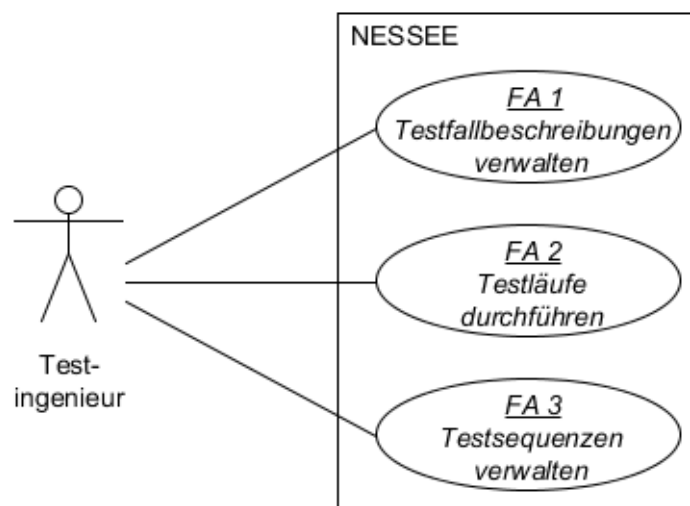 NESSEE
FA 1
Testfallbeschreibungen
verwalten
FA 2
Testläufe
durchführen
Test-
ingenieur
FA 3
Testsequenzen
verwalten